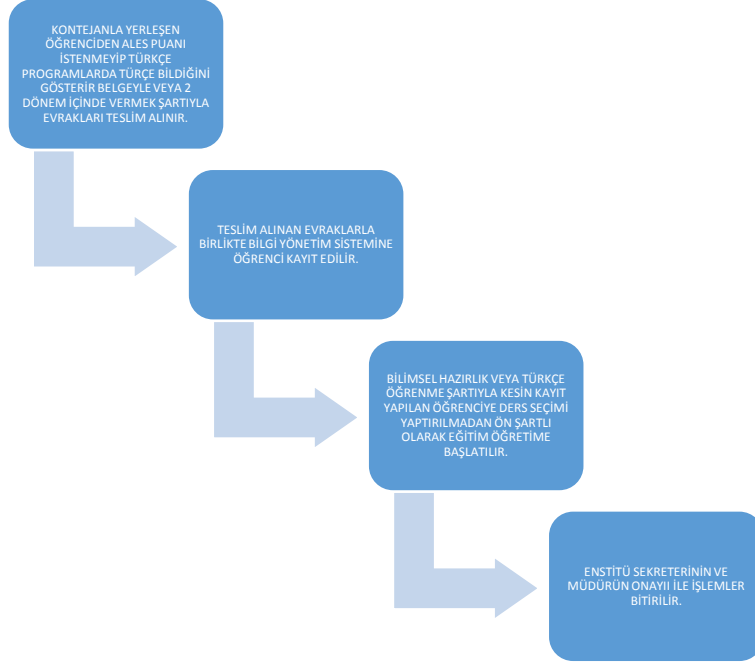 KONTEJANLA YERLEŞEN
ÖĞRENCİDEN ALES PUANI
İSTENMEYİP TÜRKÇE
PROGRAMLARDA TÜRÇE BİLDİĞİNİ
GÖSTERİR BELGEYLE VEYA 2
DÖNEM İÇİNDE VERMEK ŞARTIYLA
EVRAKLARI TESLİM ALINIR.
TESLİM ALINAN EVRAKLARLA
BİRLİKTE BİLGİ YÖNETİM SİSTEMİNE
ÖĞRENCİ KAYIT EDİLİR.
BİLİMSEL HAZIRLIK VEYA TÜRKÇE
ÖĞRENME ŞARTIYLA KESİN KAYIT
YAPILAN ÖĞRENCİYE DERS SEÇİMİ
YAPTIRILMADAN ÖN ŞARTLI
OLARAK EĞİTİM ÖĞRETİME
BAŞLATILIR.
ENSTİTÜ SEKRETERİNİN VE
MÜDÜRÜN ONAYII İLE İŞLEMLER
BİTİRİLİR.